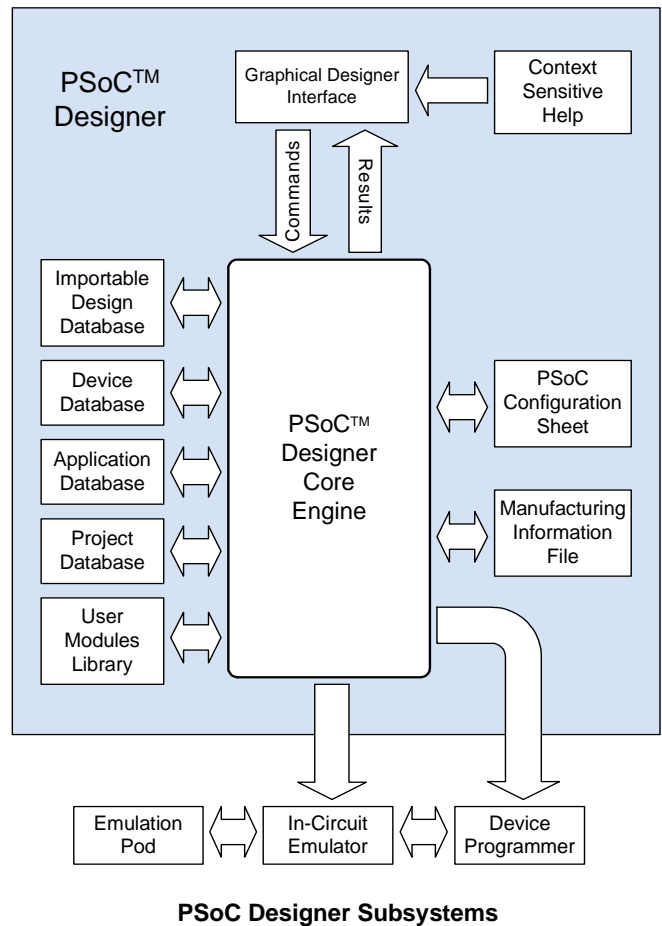 PSoC™
Designer
Graphical Designer
Interface
Context
Sensitive
Help
Commands
Results
Importable
Design
Database
Device
Database
Application
Database
Project
Database
User
Modules
Library
PSoC™
Designer
Core
Engine
PSoC
Configuration
Sheet
Manufacturing
Information
File
Emulation
Pod
In-Circuit
Emulator
Device
Programmer
PSoC Designer Subsystems